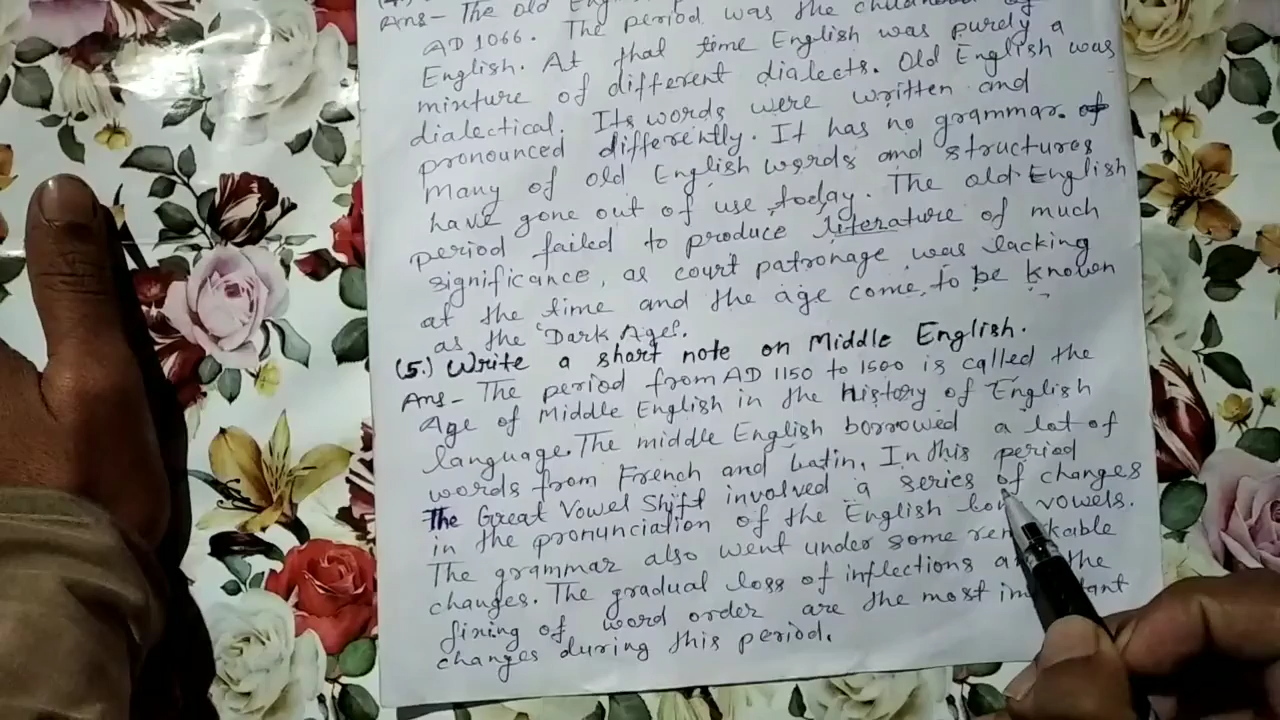 Ans- The old
AD 1066. The period was the
English. At that time English was purely a
mixture of different dialects. Old English was
dialectical. Its words were written and
pronounced differently. It has no grammar. of
many of old English words and structures
have gone out of use today. The old English
period failed to produce literature of much
significance, as court patronage was lacking
at the time and the age come to be known
as the 'Dark Age'.
(5.) Write a short note on Middle English.
Ans- The period from AD 1150 to 1500 is called the
Age of Middle English in the History of English
language. The middle English borrowed a lot of
words from French and Latin. In this period
The Great Vowel Shift involved a series of changes
in the pronunciation of the English vowels.
The grammar also went under some
changes. The gradual loss of inflections the
fixing of word order are the most
changes during this period.